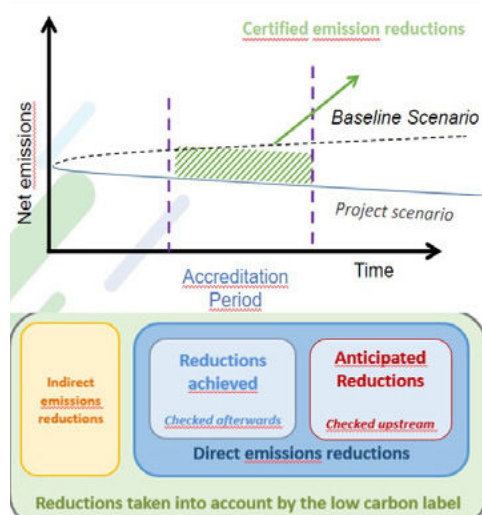 Certified emission reductions
Baseline Scenario
Net emissions
Project scenario
Time
Accreditation
Period
Indirect
emissions
reductions
Reductions
achieved
Checked afterwards
Anticipated
Reductions
Checked upstream
Direct emissions reductions
Reductions taken into account by the low carbon label